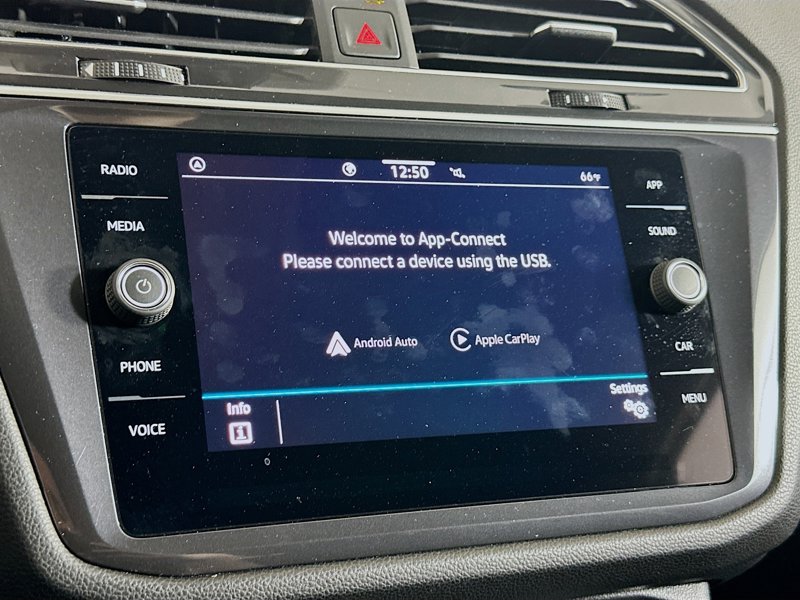 12:50
66°F
RADIO
MEDIA
PHONE
VOICE
Welcome to App-Connect
Please connect a device using the USB.
Android Auto
Apple CarPlay
Info
i
Settings
APP
SOUND
CAR
MENU